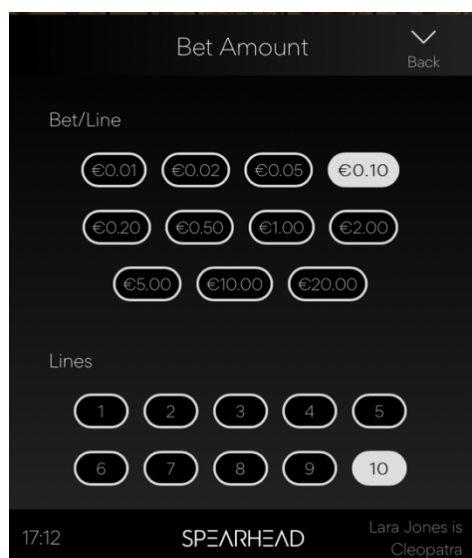 Bet Amount
Back
Bet/Line
€0.01 €0.02 €0.05 €0.10
€0.20 €0.50 €1.00 €2.00
€5.00 €10.00 €20.00
Lines
1 2 3 4 5
6 7 8 9 10
17:12 SPEARHEAD Lara Jones is
Cleopatra